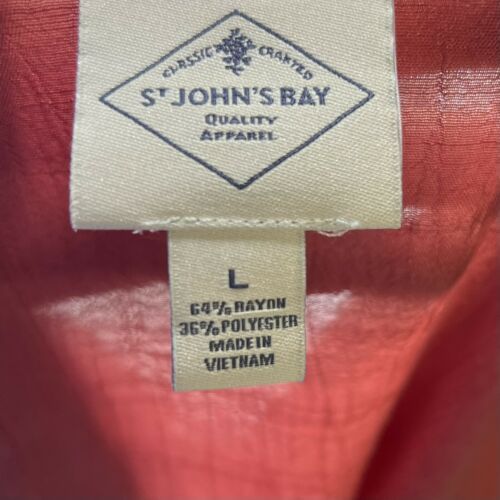 CLASSIC CRAFTED
ST JOHN'S BAY
QUALITY
APPAREL
L
64% RAYON
36% POLYESTER
MADE IN
VIETNAM